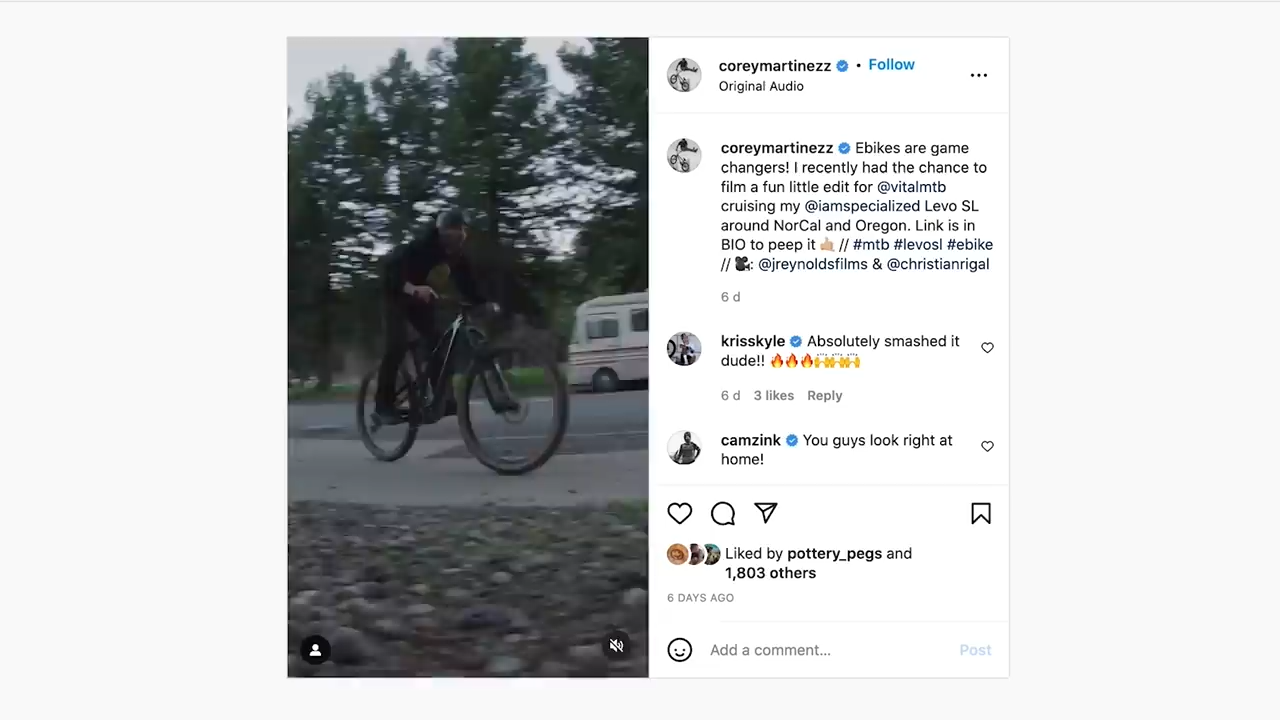 coreymartinezz • Follow
Original Audio
coreymartinezz Ebikes are game
changers! I recently had the chance to
film a fun little edit for @vitalmtb
cruising my @iamspecialized Levo SL
around NorCal and Oregon. Link is in
BIO to peep it 🤙🏼 // #mtb #levosl #ebike
// 🎥: @jreynoldsfilms & @christianrigal
6 d
krisskyle Absolutely smashed it
dude!! 🔥🔥🔥🙌🙌🙌
6 d 3 likes Reply
camzink You guys look right at
home!
Liked by pottery_pegs and
1,803 others
6 DAYS AGO
Add a comment... Post